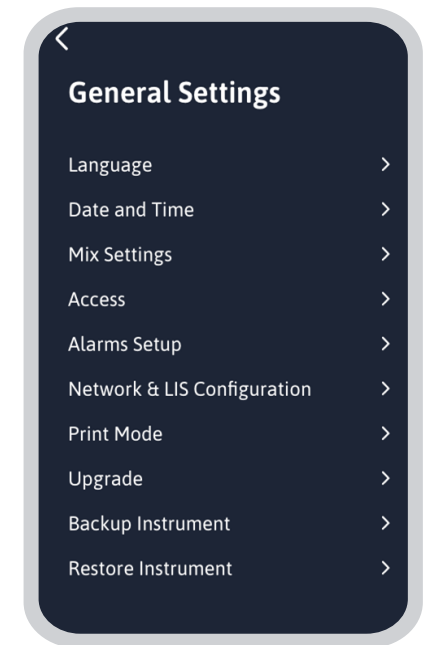 General Settings
Language
Date and Time
Mix Settings
Access
Alarms Setup
Network & LIS Configuration
Print Mode
Upgrade
Backup Instrument
Restore Instrument